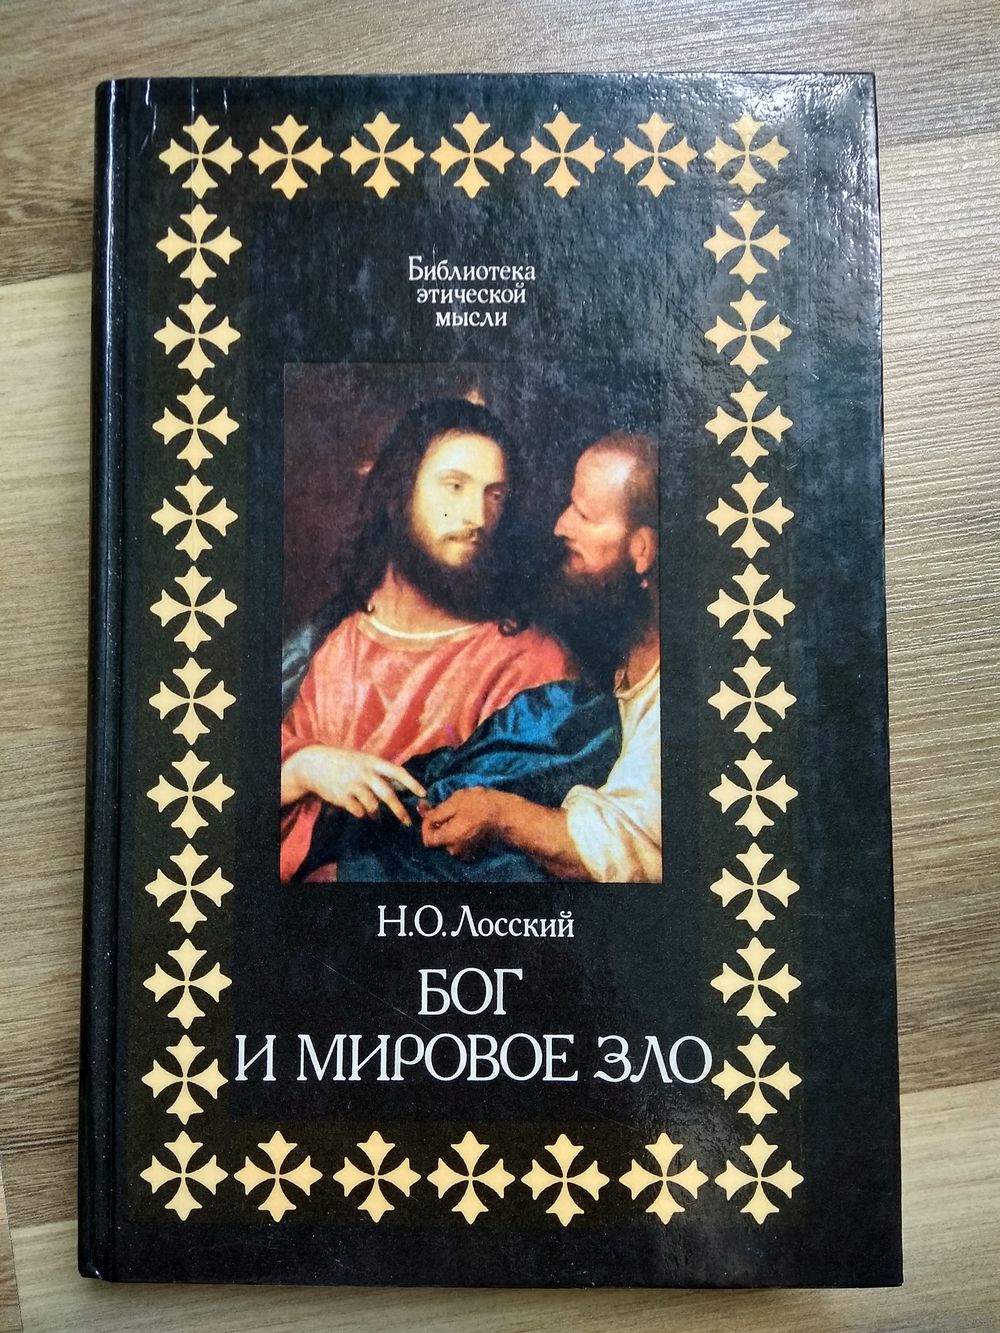 Библиотека
этической
мысли
Н.О. Лосский
БОГ
И МИРОВОЕ ЗЛО